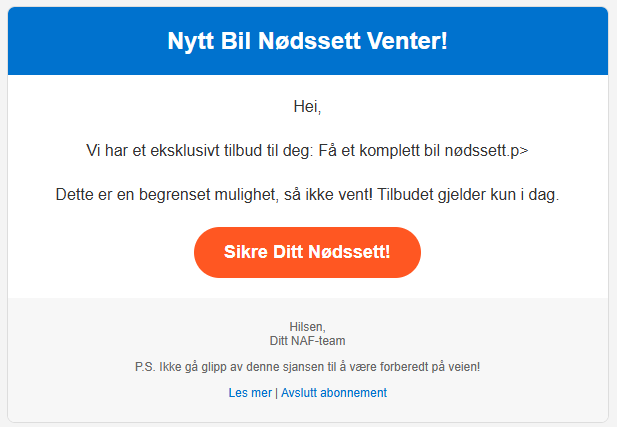 Nytt Bil Nødssett Venter!
Hei,
Vi har et eksklusivt tilbud til deg: Få et komplett bil nødssett.p>
Dette er en begrenset mulighet, så ikke vent! Tilbudet gjelder kun i dag.
Sikre Ditt Nødssett!
Hilsen,
Ditt NAF-team
P.S. Ikke gå glipp av denne sjansen til å være forberedt på veien!
Les mer | Avslutt abonnement